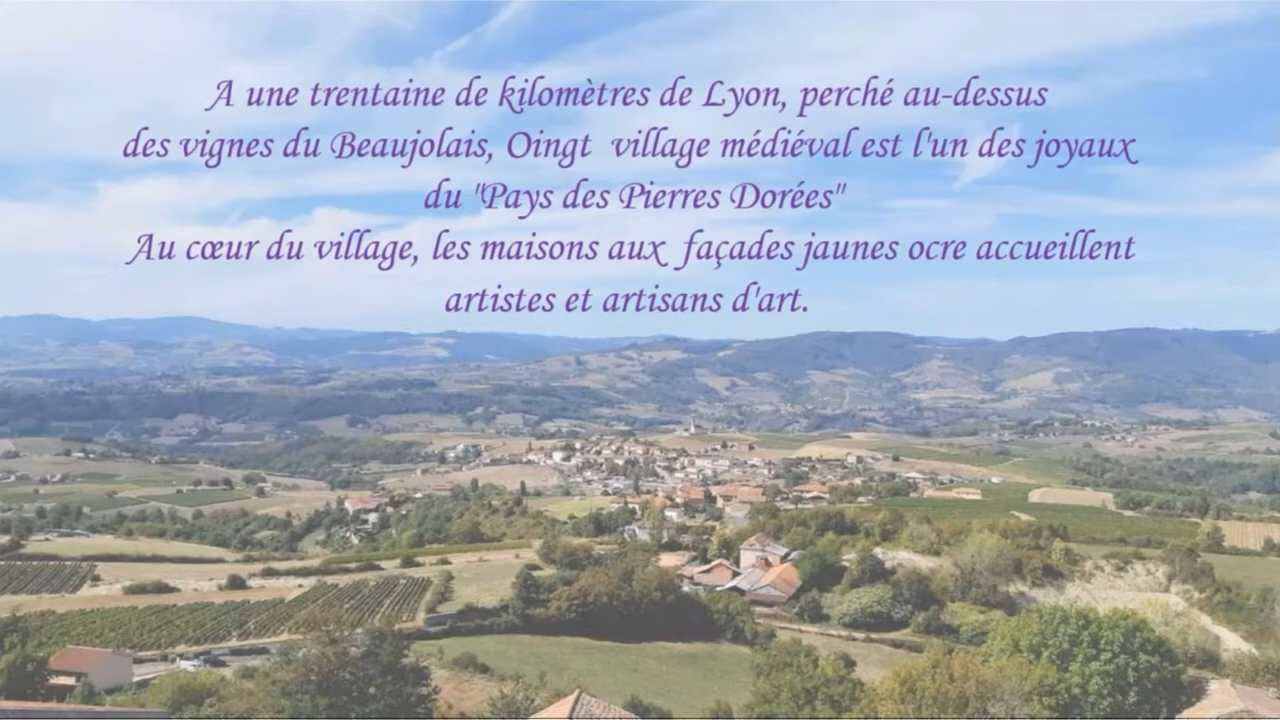 A une trentaine de kilomètres de Lyon, perché au-dessus
des vignes du Beaujolais, Oingt village médiéval est l'un des joyaux
du "Pays des Pierres Dorées"
Au cœur du village, les maisons aux façades jaunes ocre accueillent
artistes et artisans d'art.